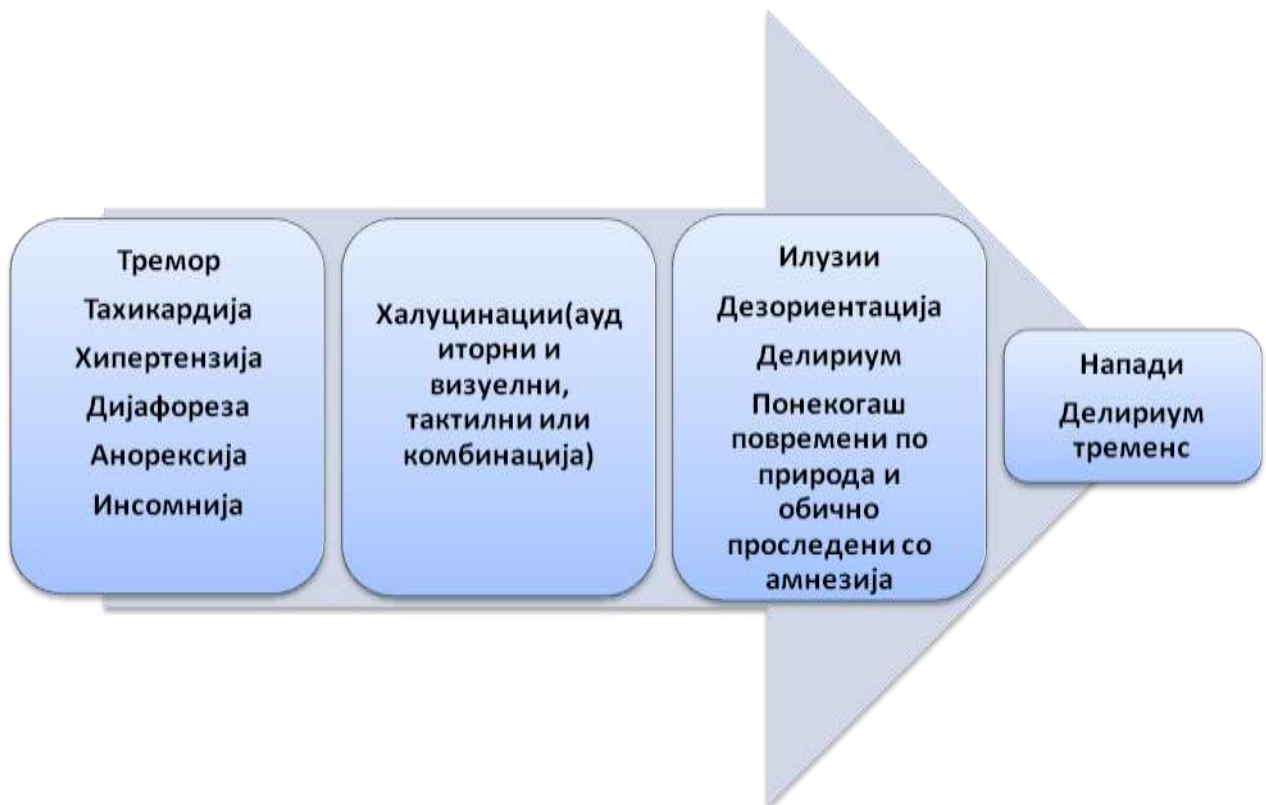 Тремор
Тахикардија
Хипертензија
Дијафореза
Анорексија
Инсомнија
Халуцинации(ауд
иторни и
визуелни,
тактилни или
комбинација)
Илузии
Дезориентација
Делириум
Понекогаш
повремени по
природа и
обично
проследени со
амнезија
Напади
Делириум
тременс